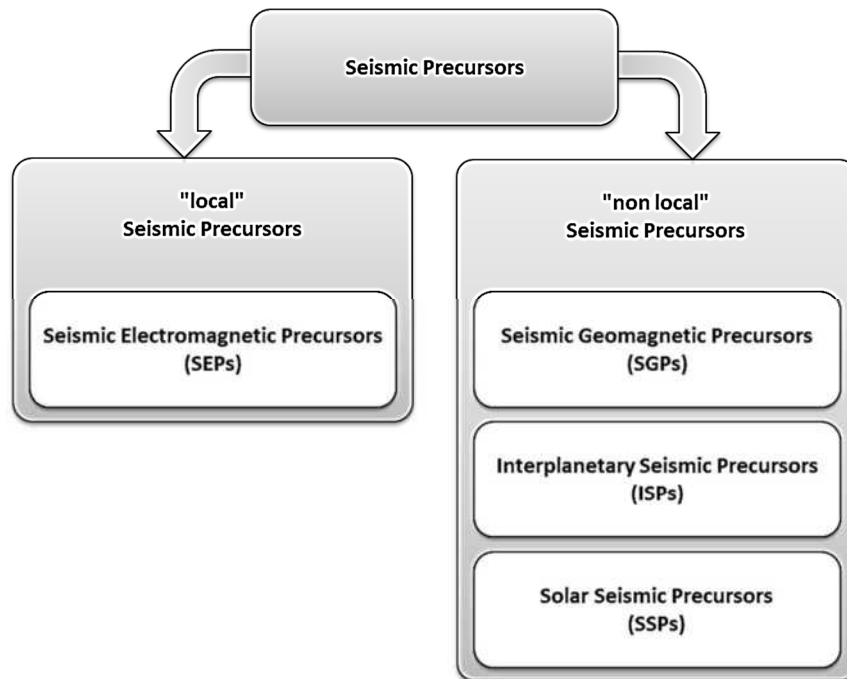 Seismic Precursors
"local"
Seismic Precursors
Seismic Electromagnetic Precursors
(SEPs)
"non local"
Seismic Precursors
Seismic Geomagnetic Precursors
(SGPs)
Interplanetary Seismic Precursors
(ISPs)
Solar Seismic Precursors
(SSPs)